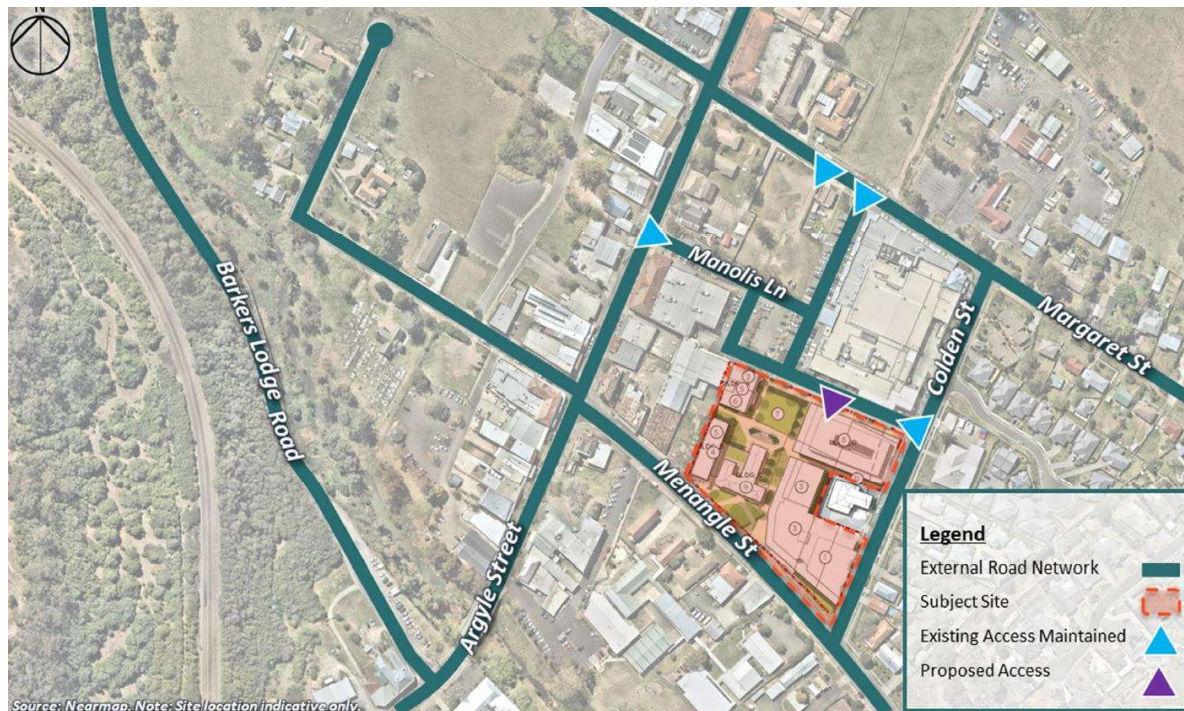 N
Barkers Lodge Road
Argyle Street
Manolis Ln
Menangle St
Colden St
Margaret St
Legend
External Road Network
Subject Site
Existing Access Maintained
Proposed Access
Source: Nearmap. Note: Site location indicative only.